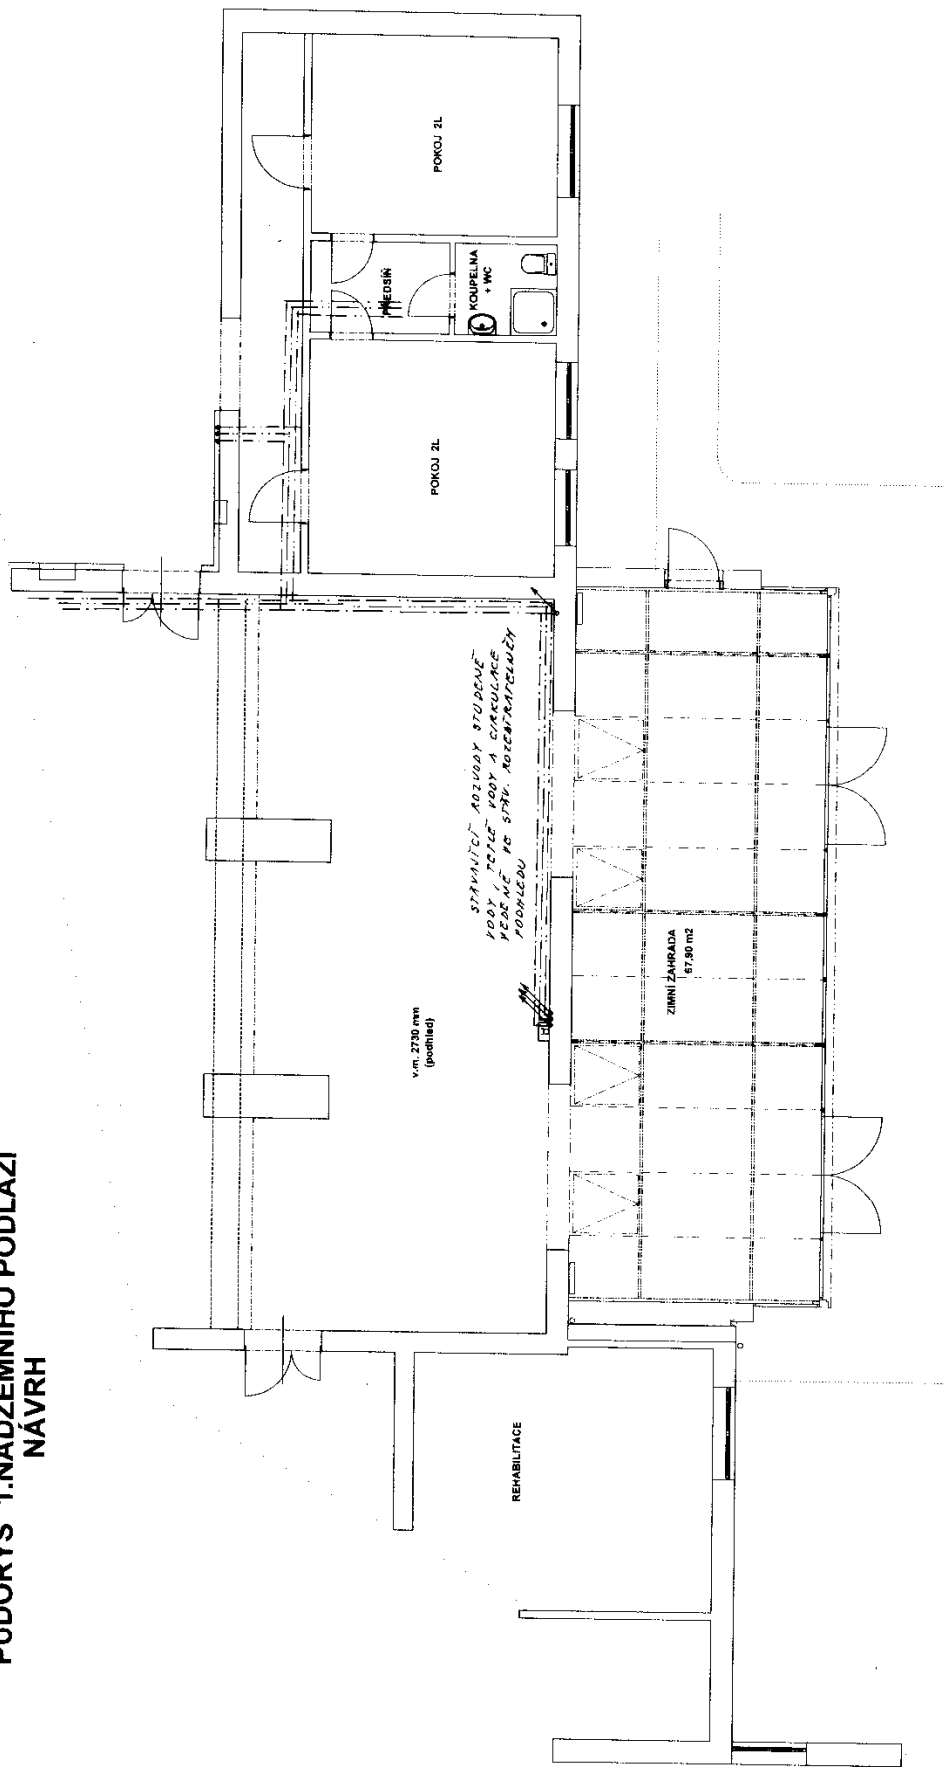 PŮDORYS 1.NADZEMNÍHO PODLAŽÍ
NÁVRH
POKOJ 2L
PŘEDSÍŇ
KOUPELNA
+ WC
POKOJ 2L
STÁVAJÍCÍ ROZVODY STUDENÉ
VODY, TEPLÉ VODY A CIRKULACE
VEDENÉ VE STÁV. ROZEBÍRATELNÉM
PODHLEDU
v.m. 2730 mm
(podhled)
ZIMNÍ ZAHRADA
67,90 m2
REHABILITACE